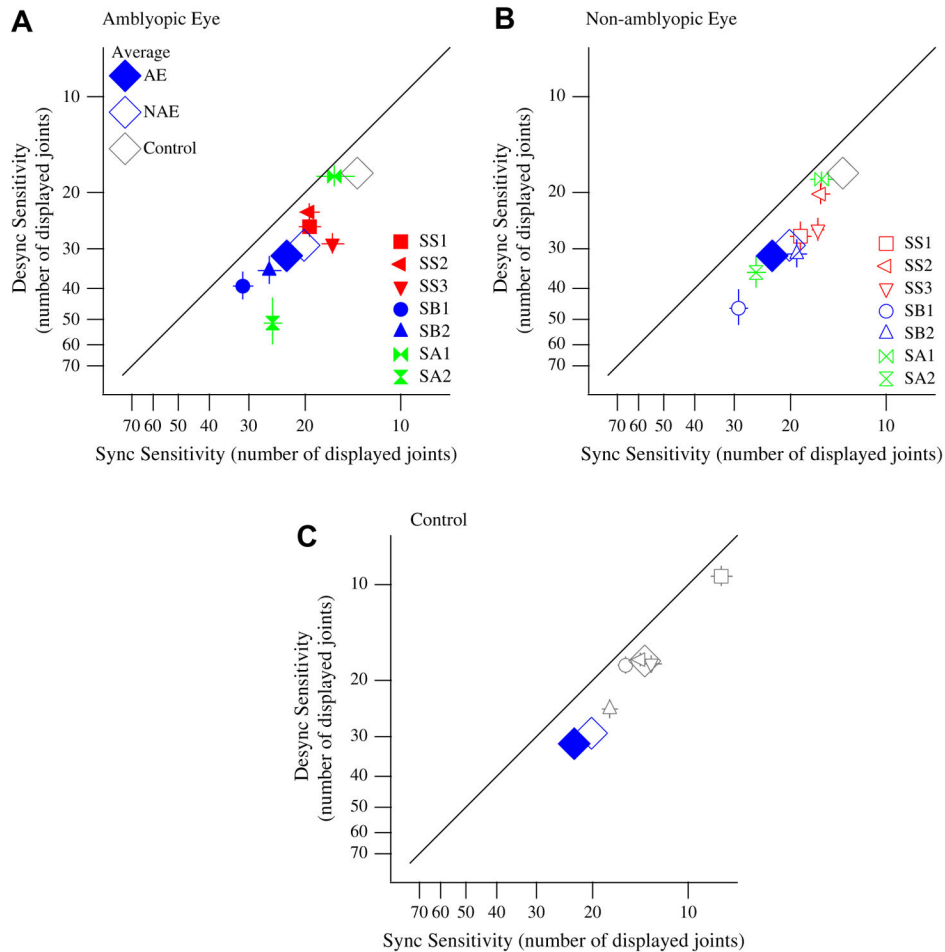 A
Amblyopic Eye
Average
AE
NAE
Control
10
20
30
40
50
60
70
Desync Sensitivity
(number of displayed joints)
SS1
SS2
SS3
SB1
SB2
SA1
SA2
70 60 50 40 30 20 10
Sync Sensitivity (number of displayed joints)
B
Non-amblyopic Eye
10
20
30
40
50
60
70
Desync Sensitivity
(number of displayed joints)
SS1
SS2
SS3
SB1
SB2
SA1
SA2
70 60 50 40 30 20 10
Sync Sensitivity (number of displayed joints)
C
Control
10
20
30
40
50
60
70
Desync Sensitivity
(number of displayed joints)
70 60 50 40 30 20 10
Sync Sensitivity (number of displayed joints)